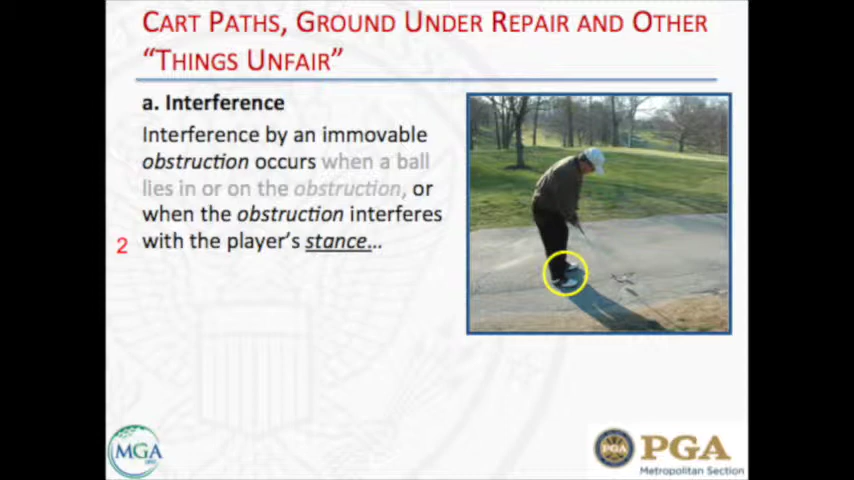 CART PATHS, GROUND UNDER REPAIR AND OTHER
“THINGS UNFAIR”
a. Interference
Interference by an immovable
obstruction occurs when a ball
lies in or on the obstruction, or
when the obstruction interferes
2 with the player’s stance…
MGA
PGA
Metropolitan Section